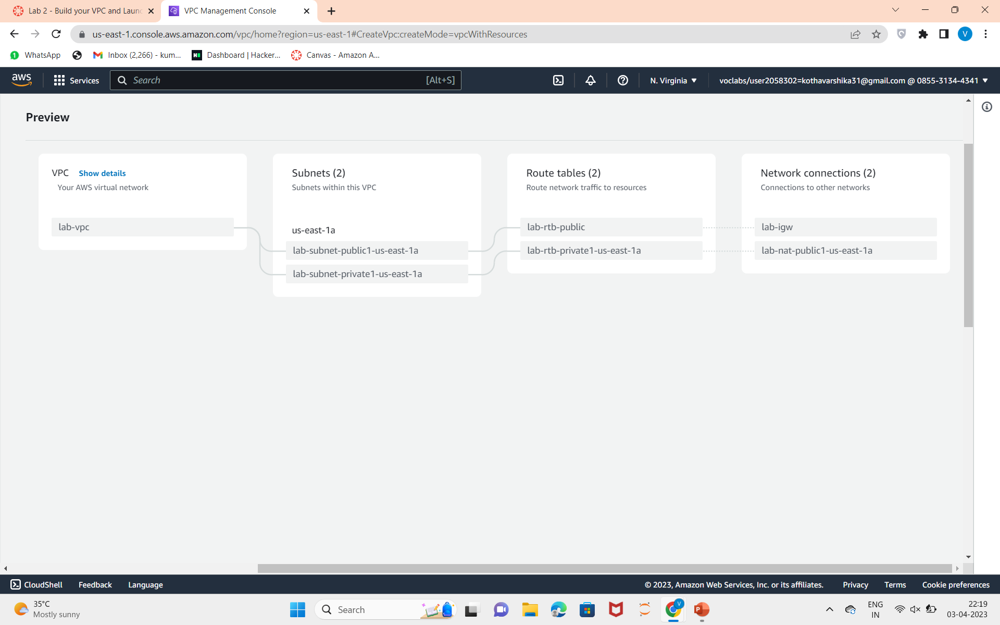 Lab 2 - Build your VPC and Laun
VPC Management Console
us-east-1.console.aws.amazon.com/vpc/home?region=us-east-1#CreateVpc:createMode=vpcWithResources
V
1
WhatsApp
Inbox (2,266) - kum...
Dashboard | Hacker...
Canvas - Amazon A...
aws
Services
Search
[Alt+S]
N. Virginia
voclabs/user2058302=kothavarshika31@gmail.com @ 0855-3134-4341
Preview
VPC
Show details
Your AWS virtual network
lab-vpc
Subnets (2)
Subnets within this VPC
us-east-1a
lab-subnet-public1-us-east-1a
lab-subnet-private1-us-east-1a
Route tables (2)
Route network traffic to resources
lab-rtb-public
lab-rtb-private1-us-east-1a
Network connections (2)
Connections to other networks
lab-igw
lab-nat-public1-us-east-1a
CloudShell
Feedback
Language
© 2023, Amazon Web Services, Inc. or its affiliates.
Privacy
Terms
Cookie preferences
35°C
Mostly sunny
Search
V
P
ENG
IN
22:19
03-04-2023